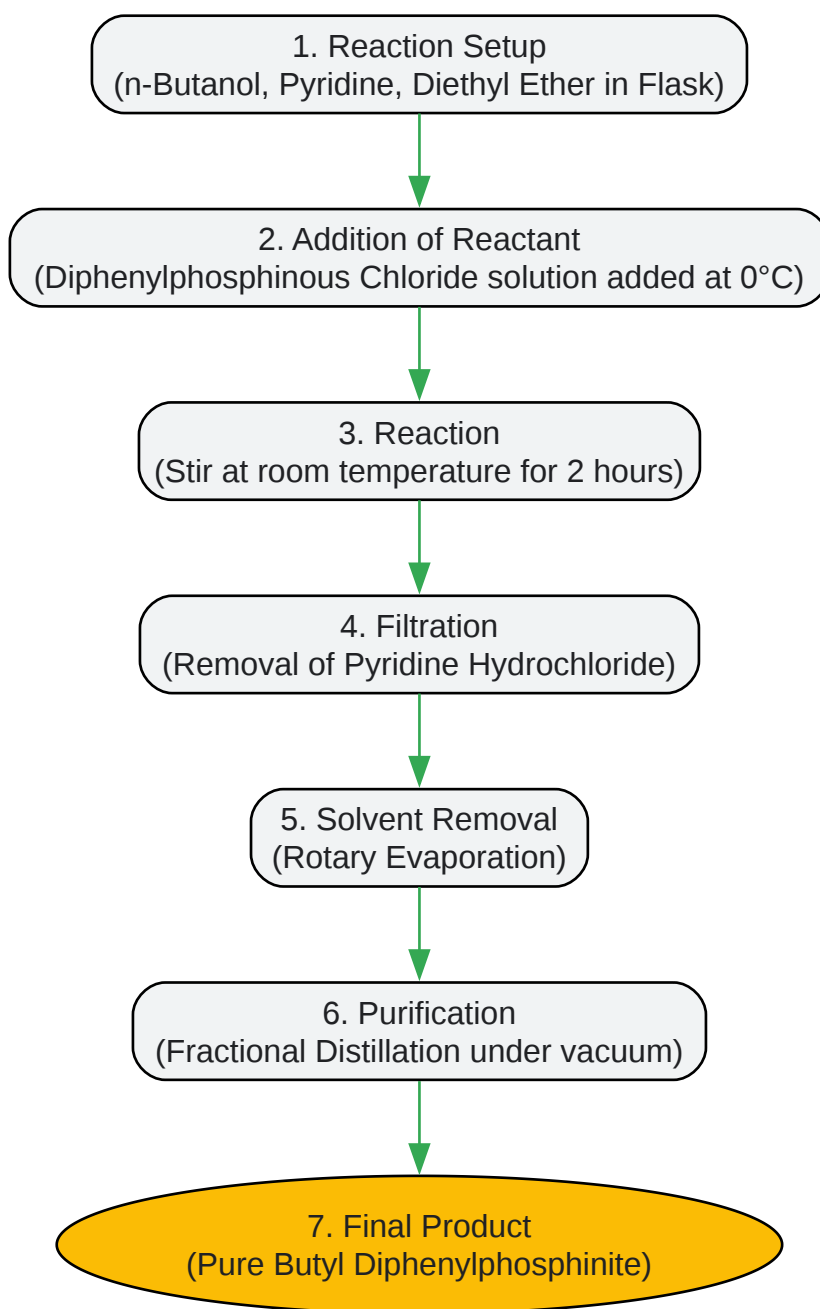 1. Reaction Setup
(n-Butanol, Pyridine, Diethyl Ether in Flask)
2. Addition of Reactant
(Diphenylphosphinous Chloride solution added at 0°C)
3. Reaction
(Stir at room temperature for 2 hours)
4. Filtration
(Removal of Pyridine Hydrochloride)
5. Solvent Removal
(Rotary Evaporation)
6. Purification
(Fractional Distillation under vacuum)
7. Final Product
(Pure Butyl Diphenylphosphinite)